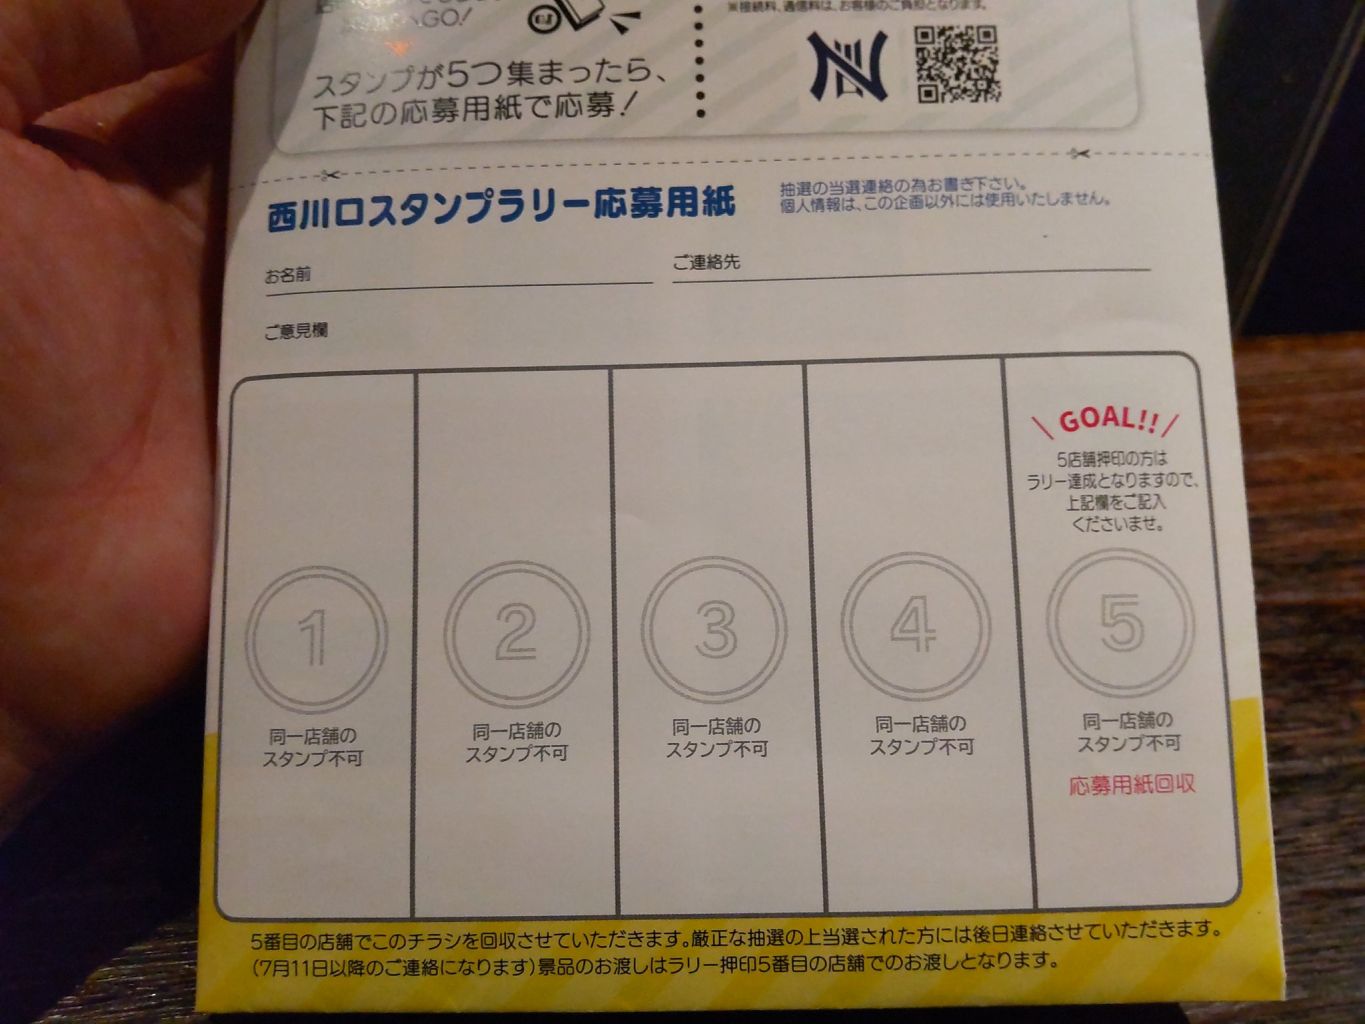 GO!
スタンプが5つ集まったら、
下記の応募用紙で応募!
※接続料、通信料は、お客様のご負担となります。
西川口スタンプラリー応募用紙
抽選の当選連絡の為お書き下さい。
個人情報は、この企画以外には使用いたしません。
お名前
ご連絡先
ご意見欄
1
同一店舗の
スタンプ不可
2
同一店舗の
スタンプ不可
3
同一店舗の
スタンプ不可
4
同一店舗の
スタンプ不可
GOAL!!
5店舗押印の方は
ラリー達成となりますので、
上記欄をご記入
くださいませ。
5
同一店舗の
スタンプ不可
応募用紙回収
5番目の店舗でこのチラシを回収させていただきます。厳正な抽選の上当選された方には後日連絡させていただきます。
(7月11日以降のご連絡になります)景品のお渡しはラリー押印5番目の店舗でのお渡しとなります。